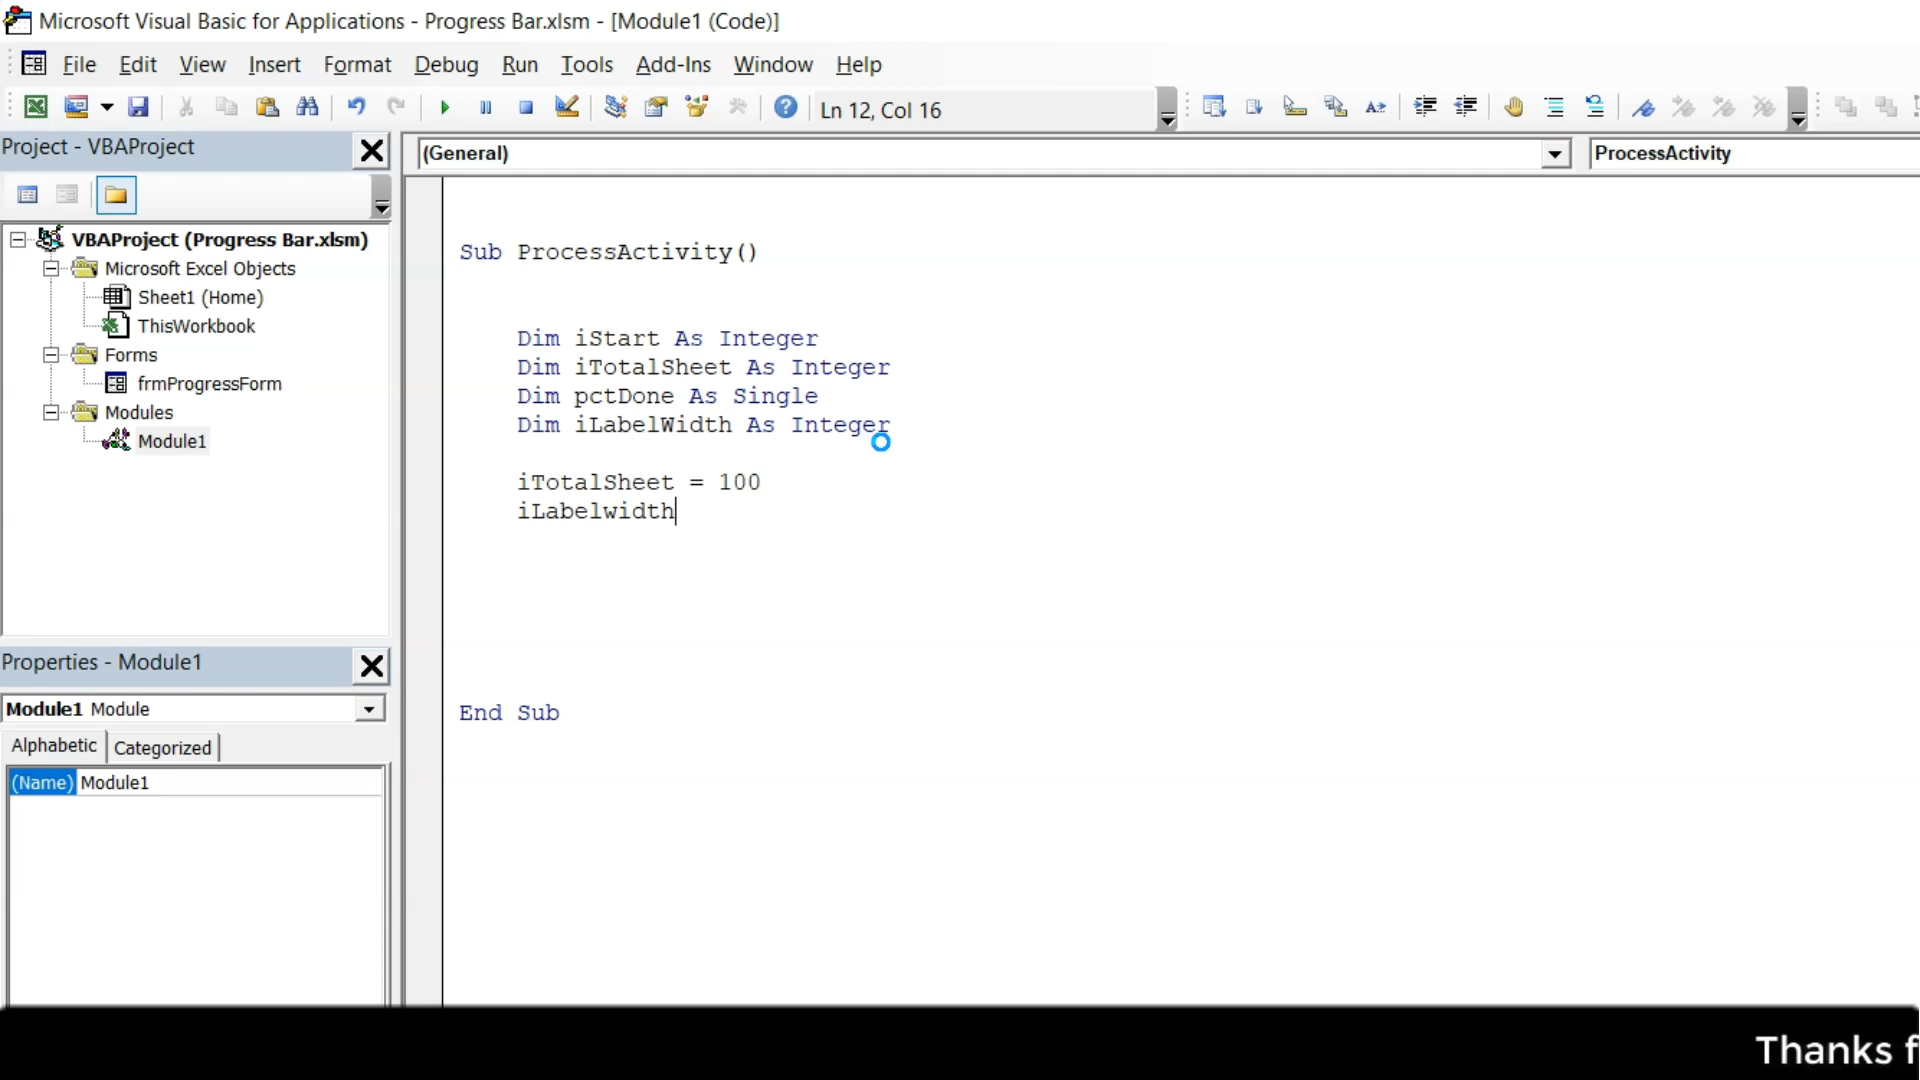 Microsoft Visual Basic for Applications - Progress Bar.xlsm - [Module1 (Code)]
File Edit View Insert Format Debug Run Tools Add-Ins Window Help
Ln 12, Col 16
Project - VBAProject
(General)
ProcessActivity
VBAProject (Progress Bar.xlsm)
Microsoft Excel Objects
Sheet1 (Home)
ThisWorkbook
Forms
frmProgressForm
Modules
Module1
Sub ProcessActivity()
Dim iStart As Integer
Dim iTotalSheet As Integer
Dim pctDone As Single
Dim iLabelWidth As Integer
iTotalSheet = 100
iLabelwidth
End Sub
Properties - Module1
Module1 Module
Alphabetic Categorized
(Name) Module1
Thanks f